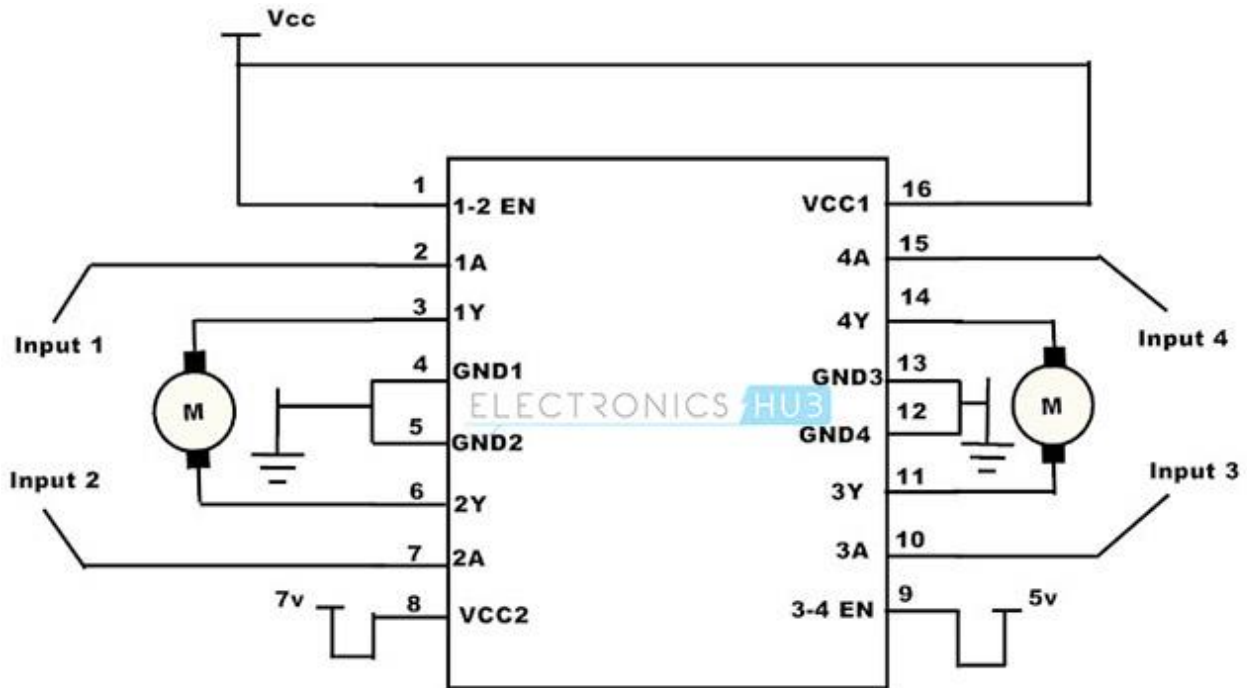 Vcc
1
1-2 EN
2
1A
Input 1
3
1Y
M
4
GND1
5
GND2
Input 2
6
2Y
7
2A
7v
8
VCC2
ELECTRONICS HUB
16
VCC1
15
4A
Input 4
14
4Y
13
GND3
M
12
GND4
Input 3
11
3Y
10
3A
9
3-4 EN
5v